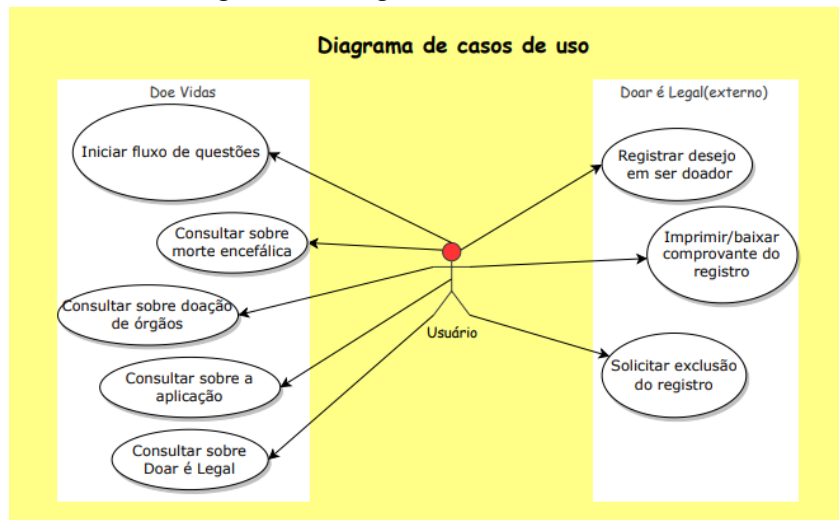 Diagrama de casos de uso
Doe Vidas
Iniciar fluxo de questões
Consultar sobre
morte encefálica
Consultar sobre doação
de órgãos
Consultar sobre a
aplicação
Consultar sobre
Doar é Legal
Usuário
Doar é Legal(externo)
Registrar desejo
em ser doador
Imprimir/baixar
comprovante do
registro
Solicitar exclusão
do registro